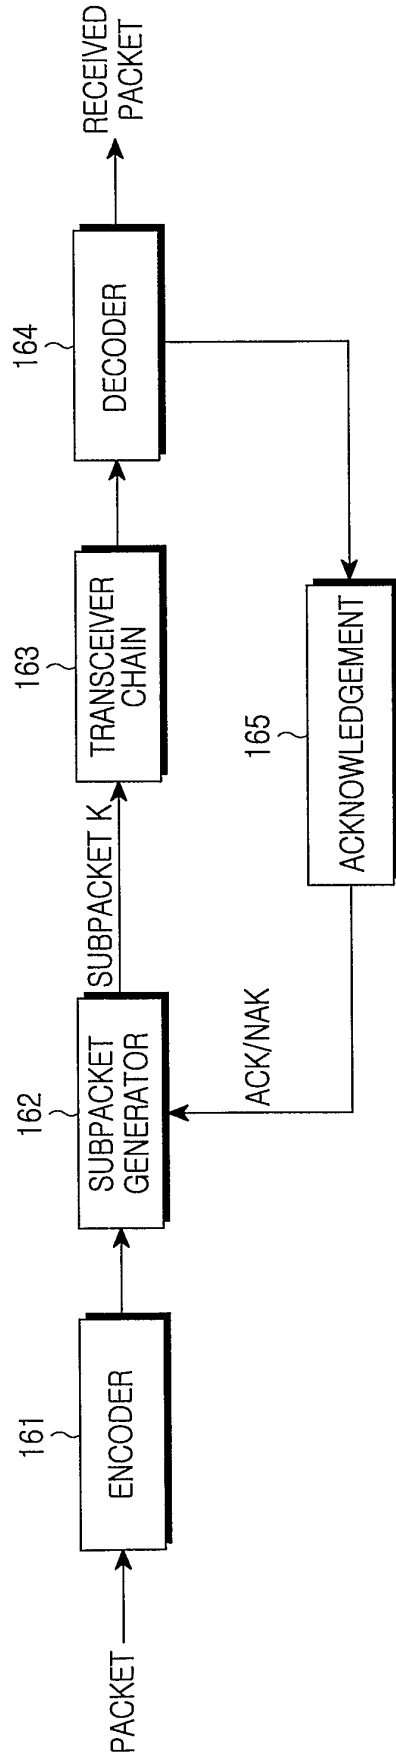 PACKET
161
ENCODER
162
SUBPACKET
GENERATOR
SUBPACKET K
163
TRANSCEIVER
CHAIN
164
DECODER
RECEIVED
PACKET
ACK/NAK
165
ACKNOWLEDGEMENT